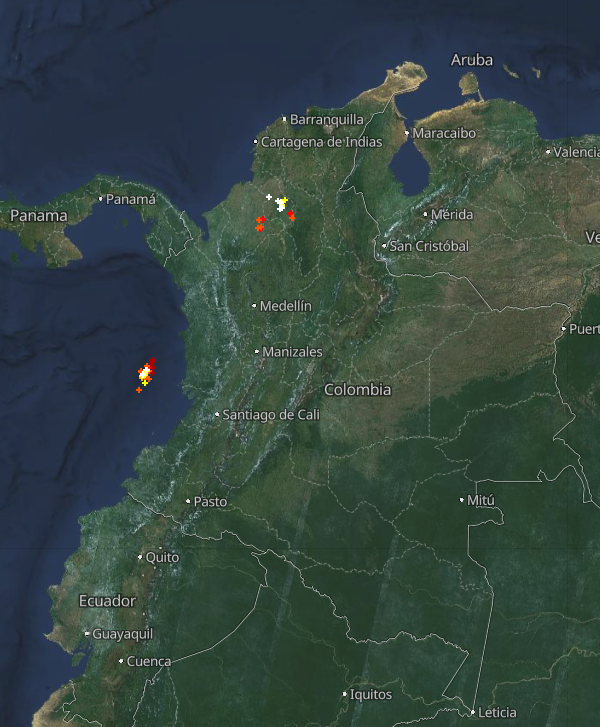 Aruba
Barranquilla
Maracaibo
Cartagena de Indias
Valencia
Panamá
Panama
Mérida
Ve
San Cristóbal
Medellín
Puert
Manizales
Colombia
Santiago de Cali
Pasto
Mitú
Quito
Ecuador
Guayaquil
Cuenca
Iquitos
Leticia